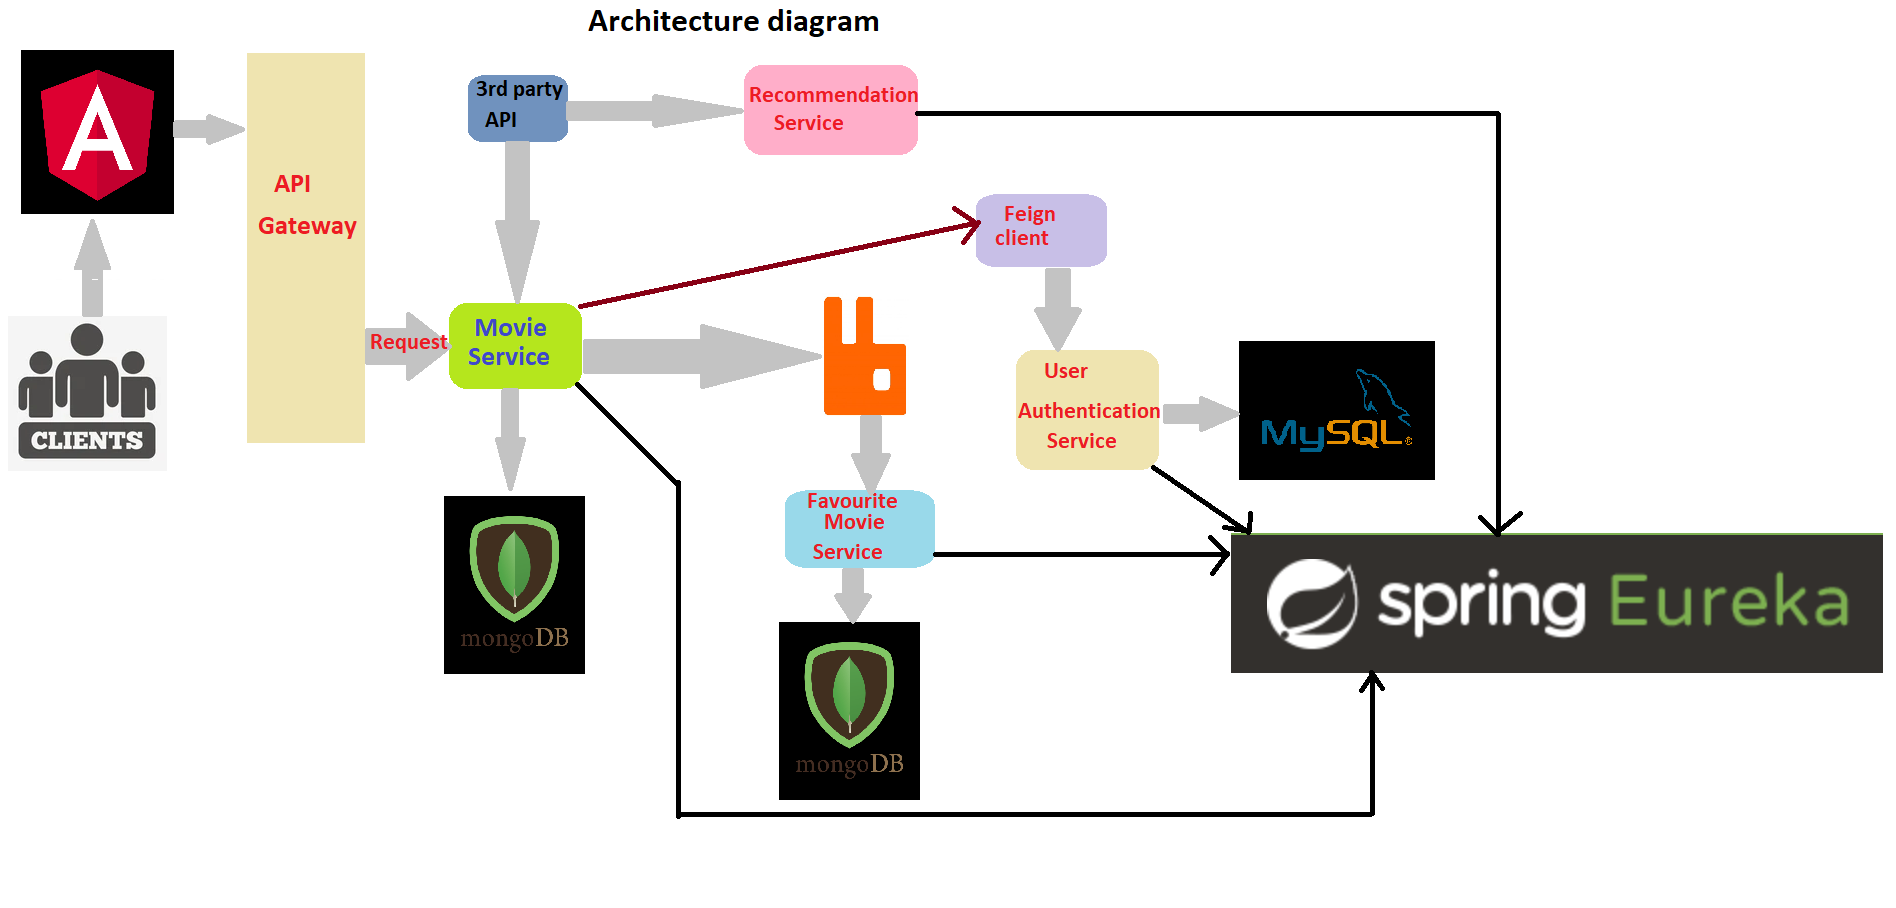 Architecture diagram
3rd party
API
Recommendation
Service
API
Gateway
Feign
client
Request
Movie
Service
User
Authentication
Service
MySQL®
CLIENTS
Favourite
Movie
Service
mongoDB
spring Eureka
mongoDB